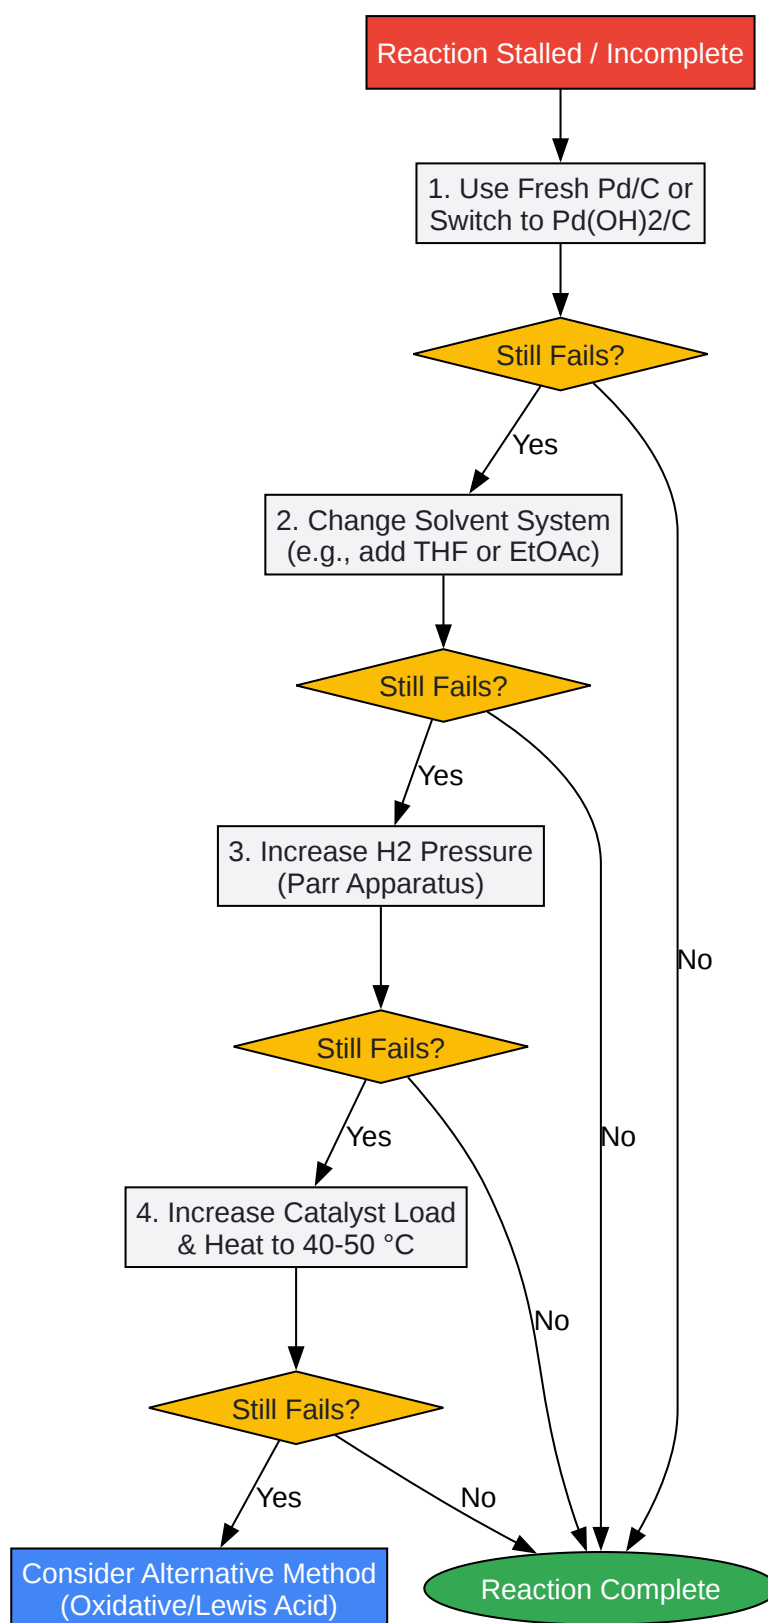 Reaction Stalled / Incomplete
1. Use Fresh Pd/C or
Switch to Pd(OH)2/C
Still Fails?
Yes
2. Change Solvent System
(e.g., add THF or EtOAc)
Still Fails?
Yes
3. Increase H2 Pressure
(Parr Apparatus)
No
Still Fails?
Yes
No
4. Increase Catalyst Load
& Heat to 40-50 °C
No
Still Fails?
Yes
No
Consider Alternative Method
(Oxidative/Lewis Acid)
Reaction Complete